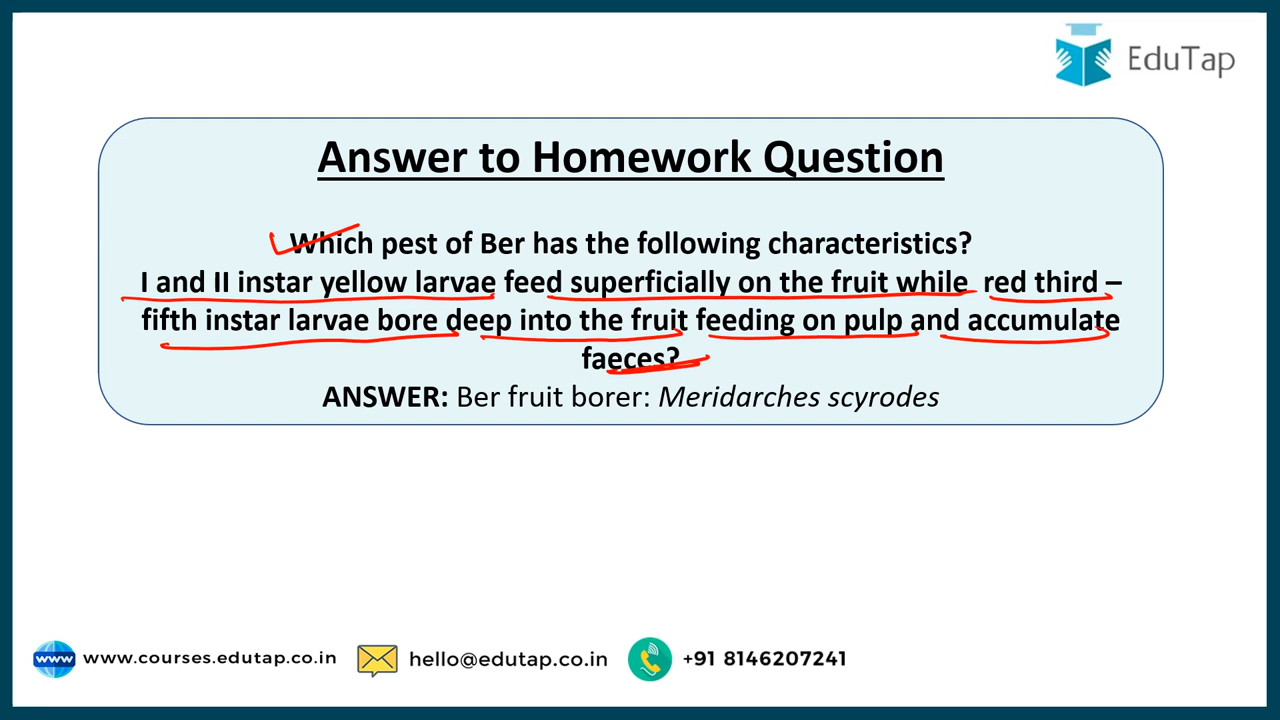 EduTap
Answer to Homework Question
Which pest of Ber has the following characteristics?
I and II instar yellow larvae feed superficially on the fruit while red third –
fifth instar larvae bore deep into the fruit feeding on pulp and accumulate
faeces?
ANSWER: Ber fruit borer: Meridarches scyrodes
www www.courses.edutap.co.in hello@edutap.co.in +91 8146207241